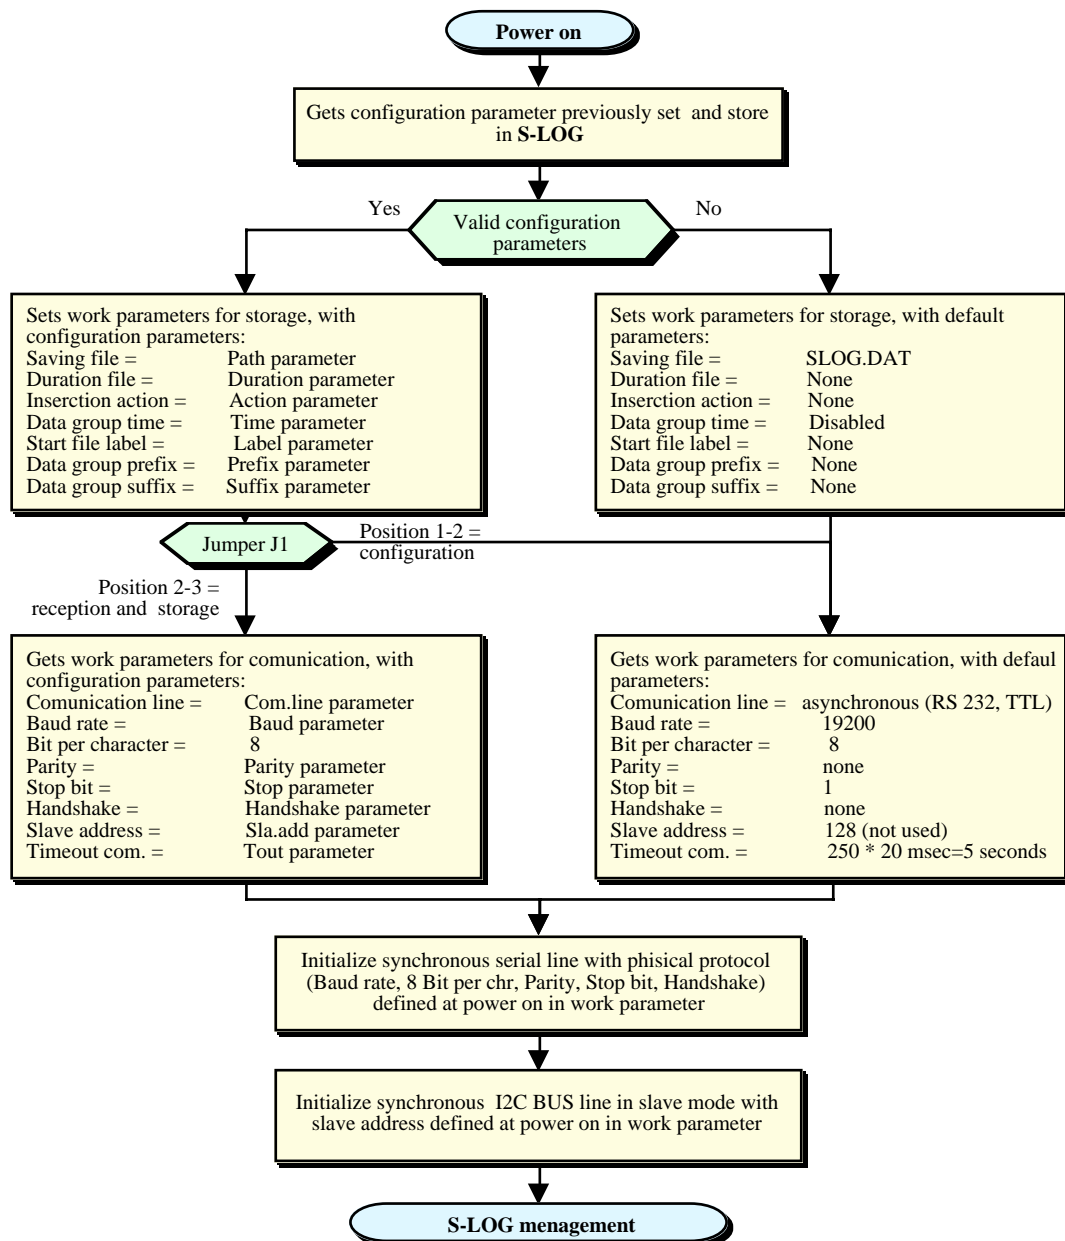 Power on
Gets configuration parameter previously set and store
in S-LOG
Yes
No
Valid configuration
parameters
Sets work parameters for storage, with
configuration parameters:
Saving file = Path parameter
Duration file = Duration parameter
Inserction action = Action parameter
Data group time = Time parameter
Start file label = Label parameter
Data group prefix = Prefix parameter
Data group suffix = Suffix parameter
Sets work parameters for storage, with default
parameters:
Saving file = SLOG.DAT
Duration file = None
Inserction action = None
Data group time = Disabled
Start file label = None
Data group prefix = None
Data group suffix = None
Jumper J1
Position 1-2 =
configuration
Position 2-3 =
reception and storage
Gets work parameters for comunication, with
configuration parameters:
Comunication line = Com.line parameter
Baud rate = Baud parameter
Bit per character = 8
Parity = Parity parameter
Stop bit = Stop parameter
Handshake = Handshake parameter
Slave address = Sla.add parameter
Timeout com. = Tout parameter
Gets work parameters for comunication, with defaul
parameters:
Comunication line = asynchronous (RS 232, TTL)
Baud rate = 19200
Bit per character = 8
Parity = none
Stop bit = 1
Handshake = none
Slave address = 128 (not used)
Timeout com. = 250 * 20 msec=5 seconds
Initialize synchronous serial line with phisical protocol
(Baud rate, 8 Bit per chr, Parity, Stop bit, Handshake)
defined at power on in work parameter
Initialize synchronous I2C BUS line in slave mode with
slave address defined at power on in work parameter
S-LOG menagement